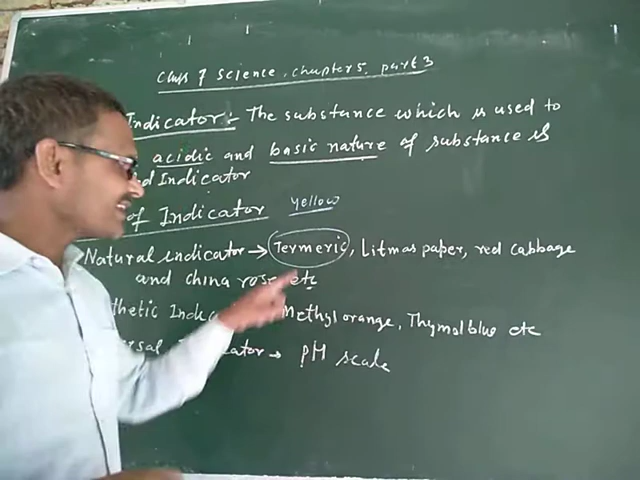 Class 7 Science, chapter 5, part 3
Indicator:- The substance which is used to
acidic and basic nature of substance is
Indicator
of Indicator yellow
Natural indicator → Termeric, Litmas paper, red cabbage
and china rose etc
Methyl orange, Thymol blue etc
→ pH scale